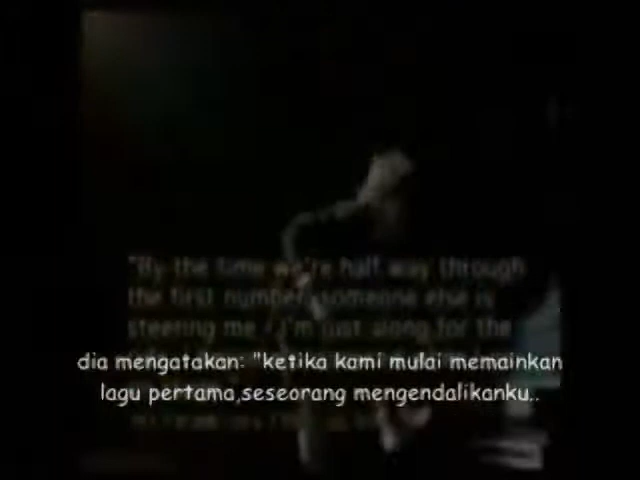 "By the time we're half way through
the first number, someone else is
steering me. I'm just along for the
dia mengatakan: "ketika kami mulai memainkan
lagu pertama,seseorang mengendalikanku..